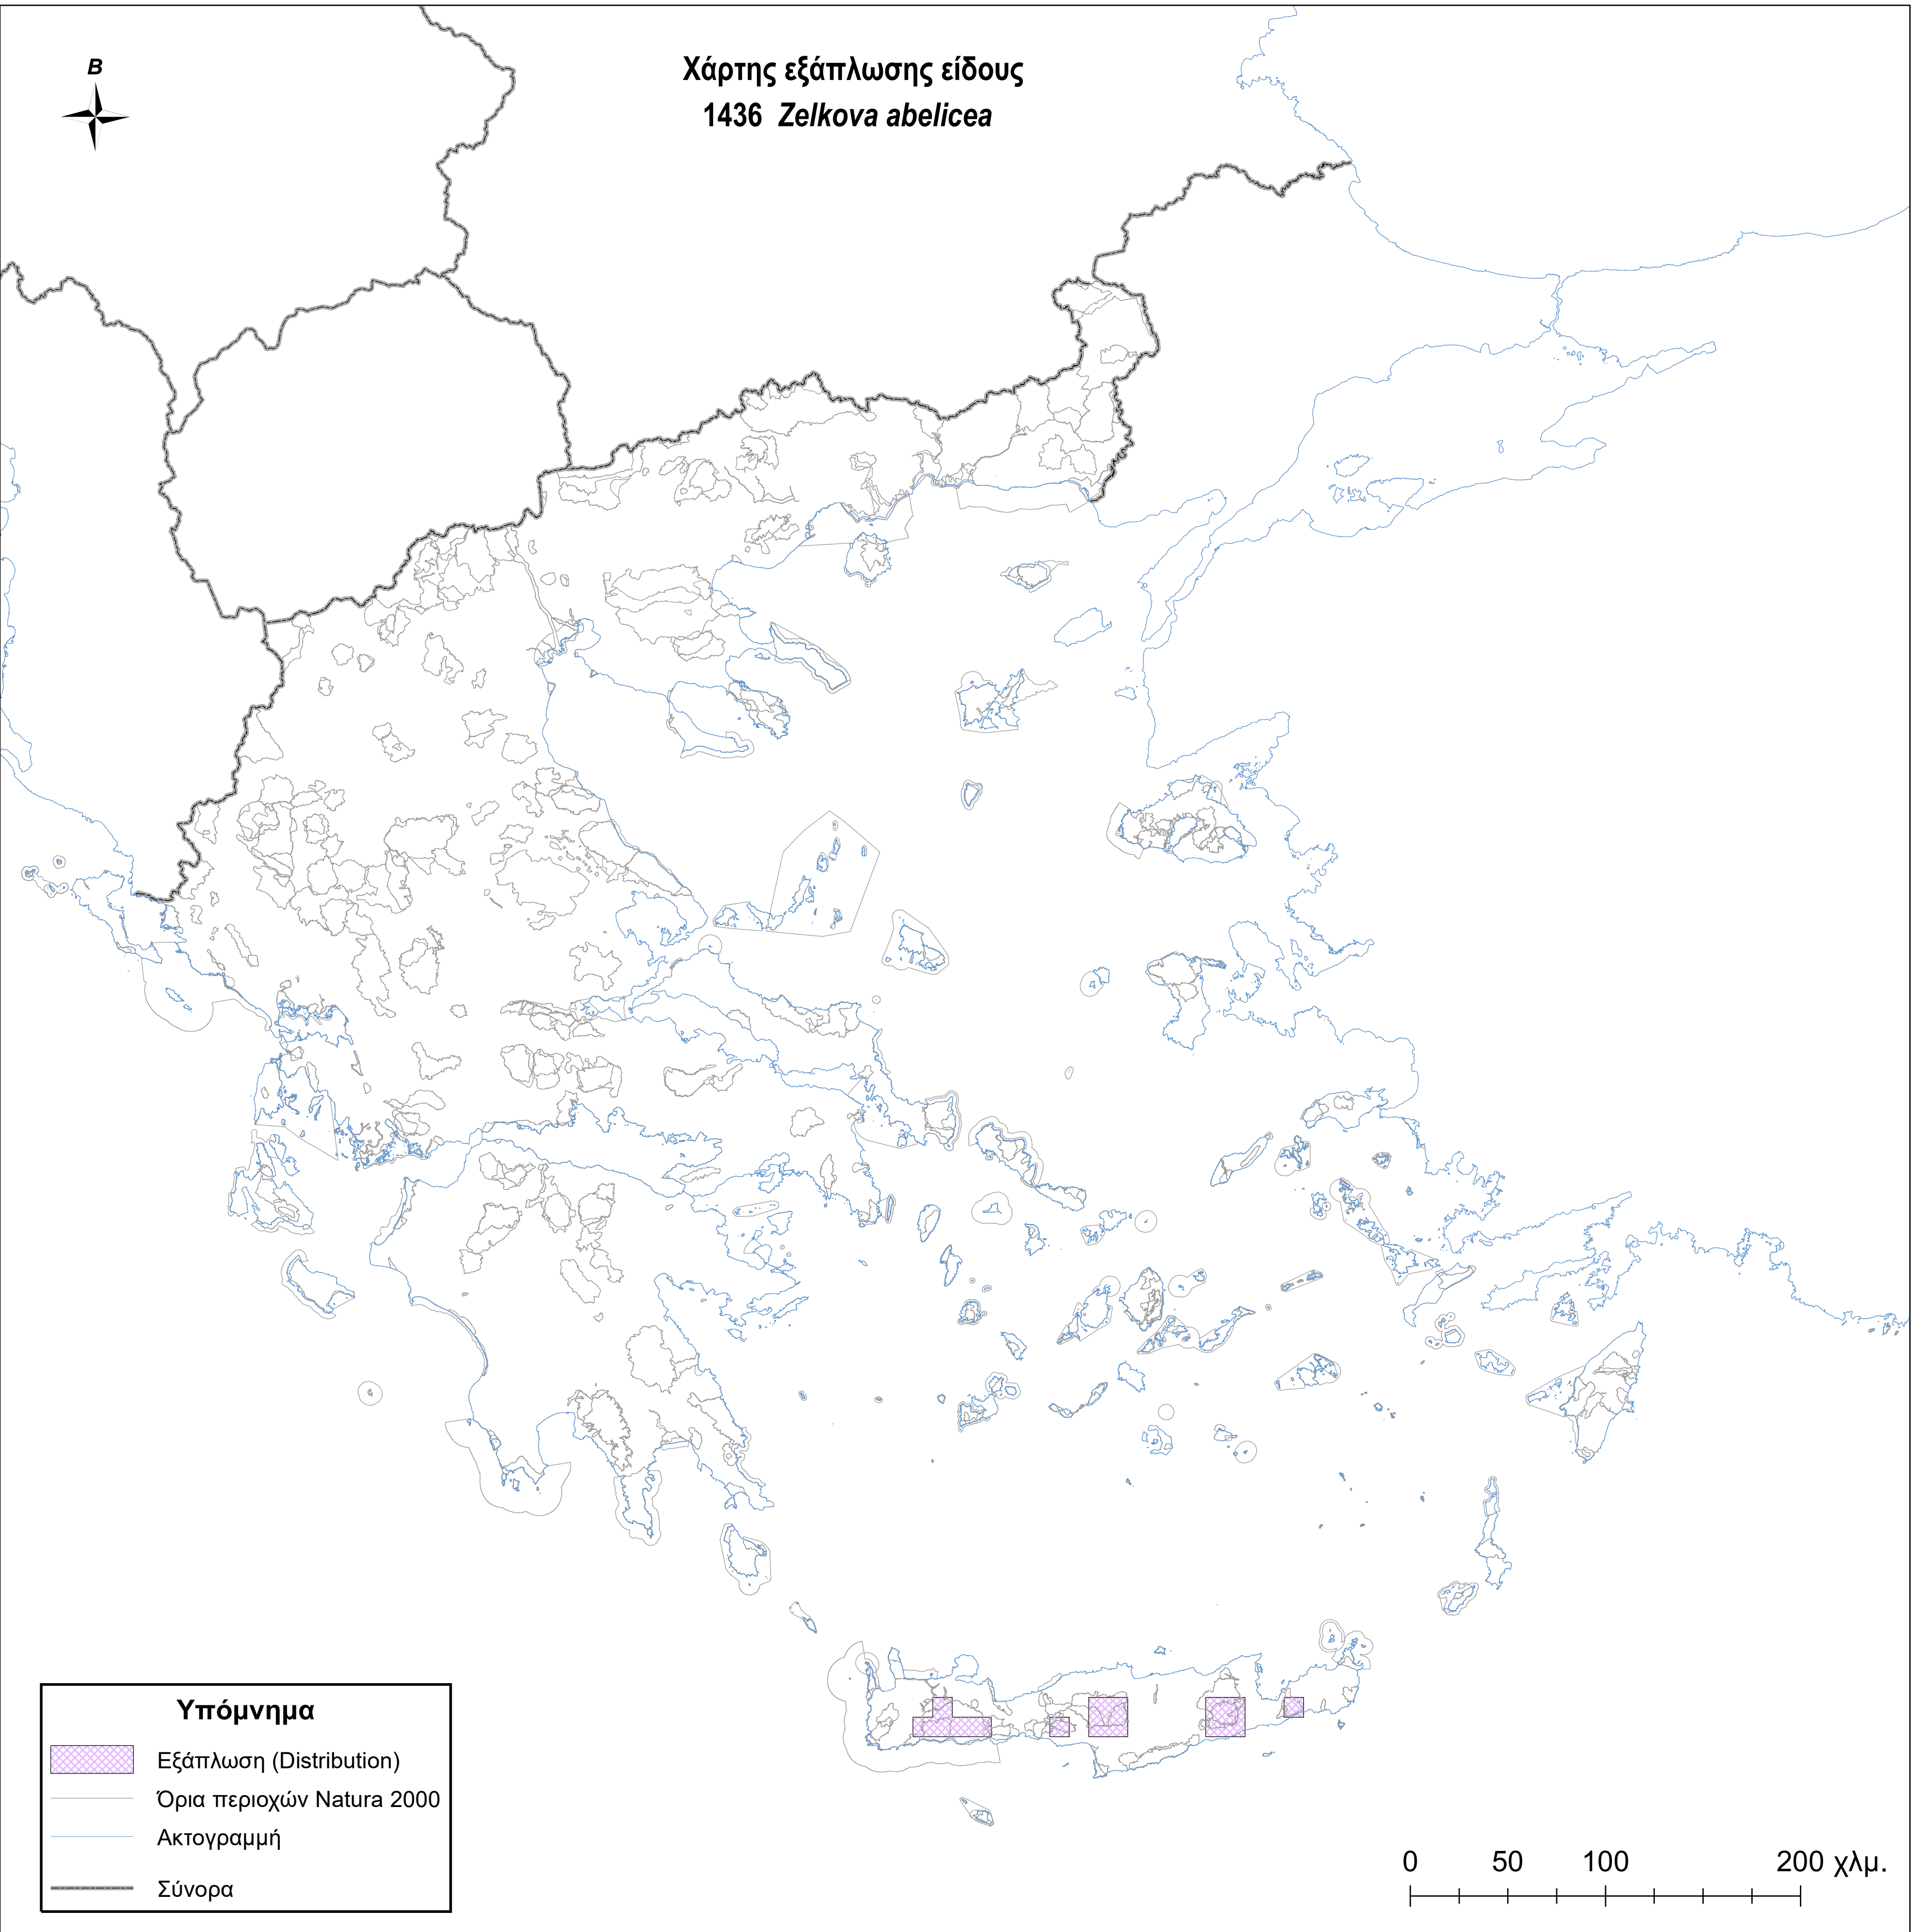 B
Χάρτης εξάπλωσης είδους
1436 Zelkova abelicea
Υπόμνημα
Εξάπλωση (Distribution)
Όρια περιοχών Natura 2000
Ακτογραμμή
Σύνορα
0 50 100 200 χλμ.